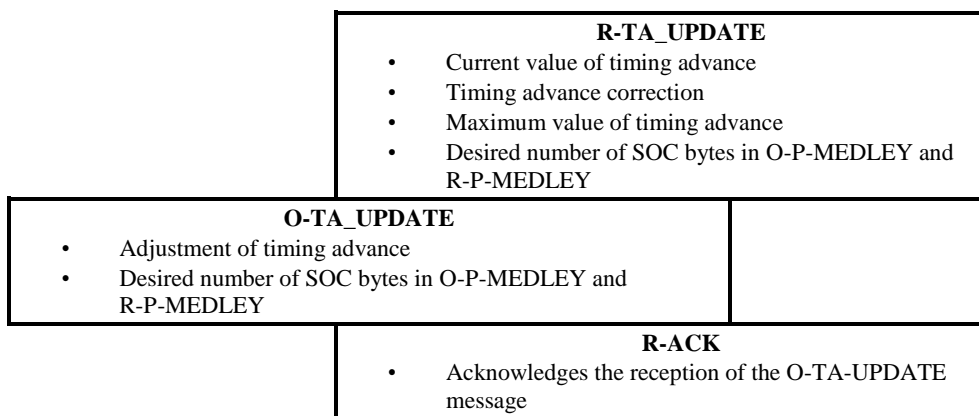 R-TA_UPDATE
• Current value of timing advance
• Timing advance correction
• Maximum value of timing advance
• Desired number of SOC bytes in O-P-MEDLEY and
R-P-MEDLEY
O-TA_UPDATE
• Adjustment of timing advance
• Desired number of SOC bytes in O-P-MEDLEY and
R-P-MEDLEY
R-ACK
• Acknowledges the reception of the O-TA-UPDATE
message